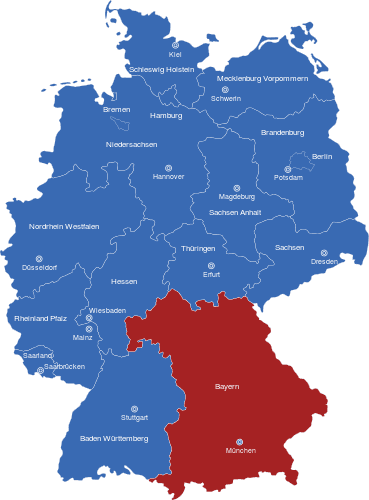 Kiel
Schleswig Holstein
Mecklenburg Vorpommern
Schwerin
Bremen
Hamburg
Brandenburg
Niedersachsen
Berlin
Hannover
Potsdam
Magdeburg
Sachsen Anhalt
Nordrhein Westfalen
Düsseldorf
Thüringen
Sachsen
Dresden
Erfurt
Hessen
Wiesbaden
Rheinland Pfalz
Mainz
Saarland
Saarbrücken
Bayern
Stuttgart
Baden Württemberg
München